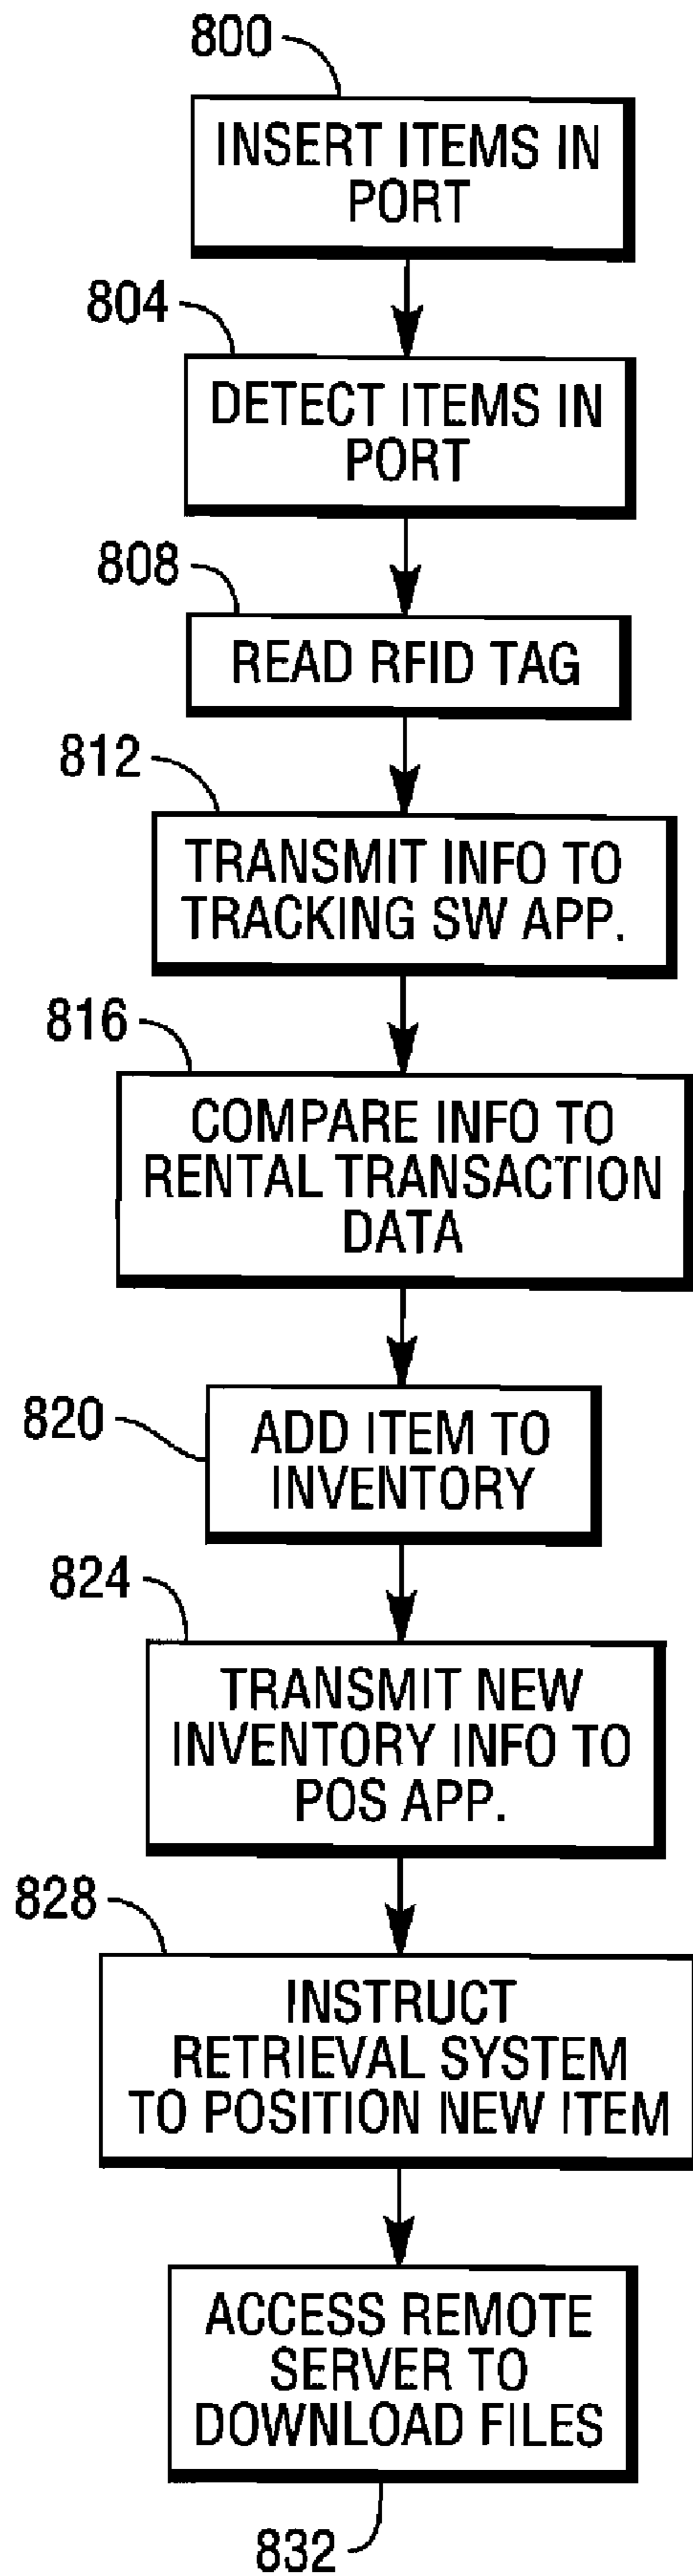 800
INSERT ITEMS IN
PORT
804
DETECT ITEMS IN
PORT
808
READ RFID TAG
812
TRANSMIT INFO TO
TRACKING SW APP.
816
COMPARE INFO TO
RENTAL TRANSACTION
DATA
820
ADD ITEM TO
INVENTORY
824
TRANSMIT NEW
INVENTORY INFO TO
POS APP.
828
INSTRUCT
RETRIEVAL SYSTEM
TO POSITION NEW ITEM
ACCESS REMOTE
SERVER TO
DOWNLOAD FILES
832